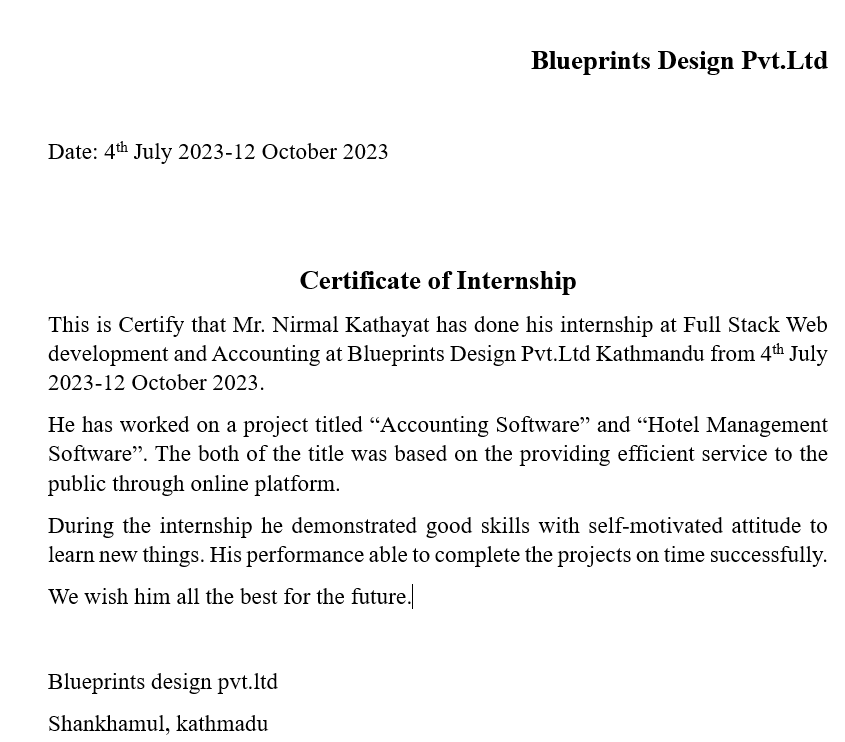 Blueprints Design Pvt.Ltd
Date: 4th July 2023-12 October 2023
Certificate of Internship
This is Certify that Mr. Nirmal Kathayat has done his internship at Full Stack Web
development and Accounting at Blueprints Design Pvt.Ltd Kathmandu from 4th July
2023-12 October 2023.
He has worked on a project titled “Accounting Software” and “Hotel Management
Software”. The both of the title was based on the providing efficient service to the
public through online platform.
During the internship he demonstrated good skills with self-motivated attitude to
learn new things. His performance able to complete the projects on time successfully.
We wish him all the best for the future.
Blueprints design pvt.ltd
Shankhamul, kathmadu